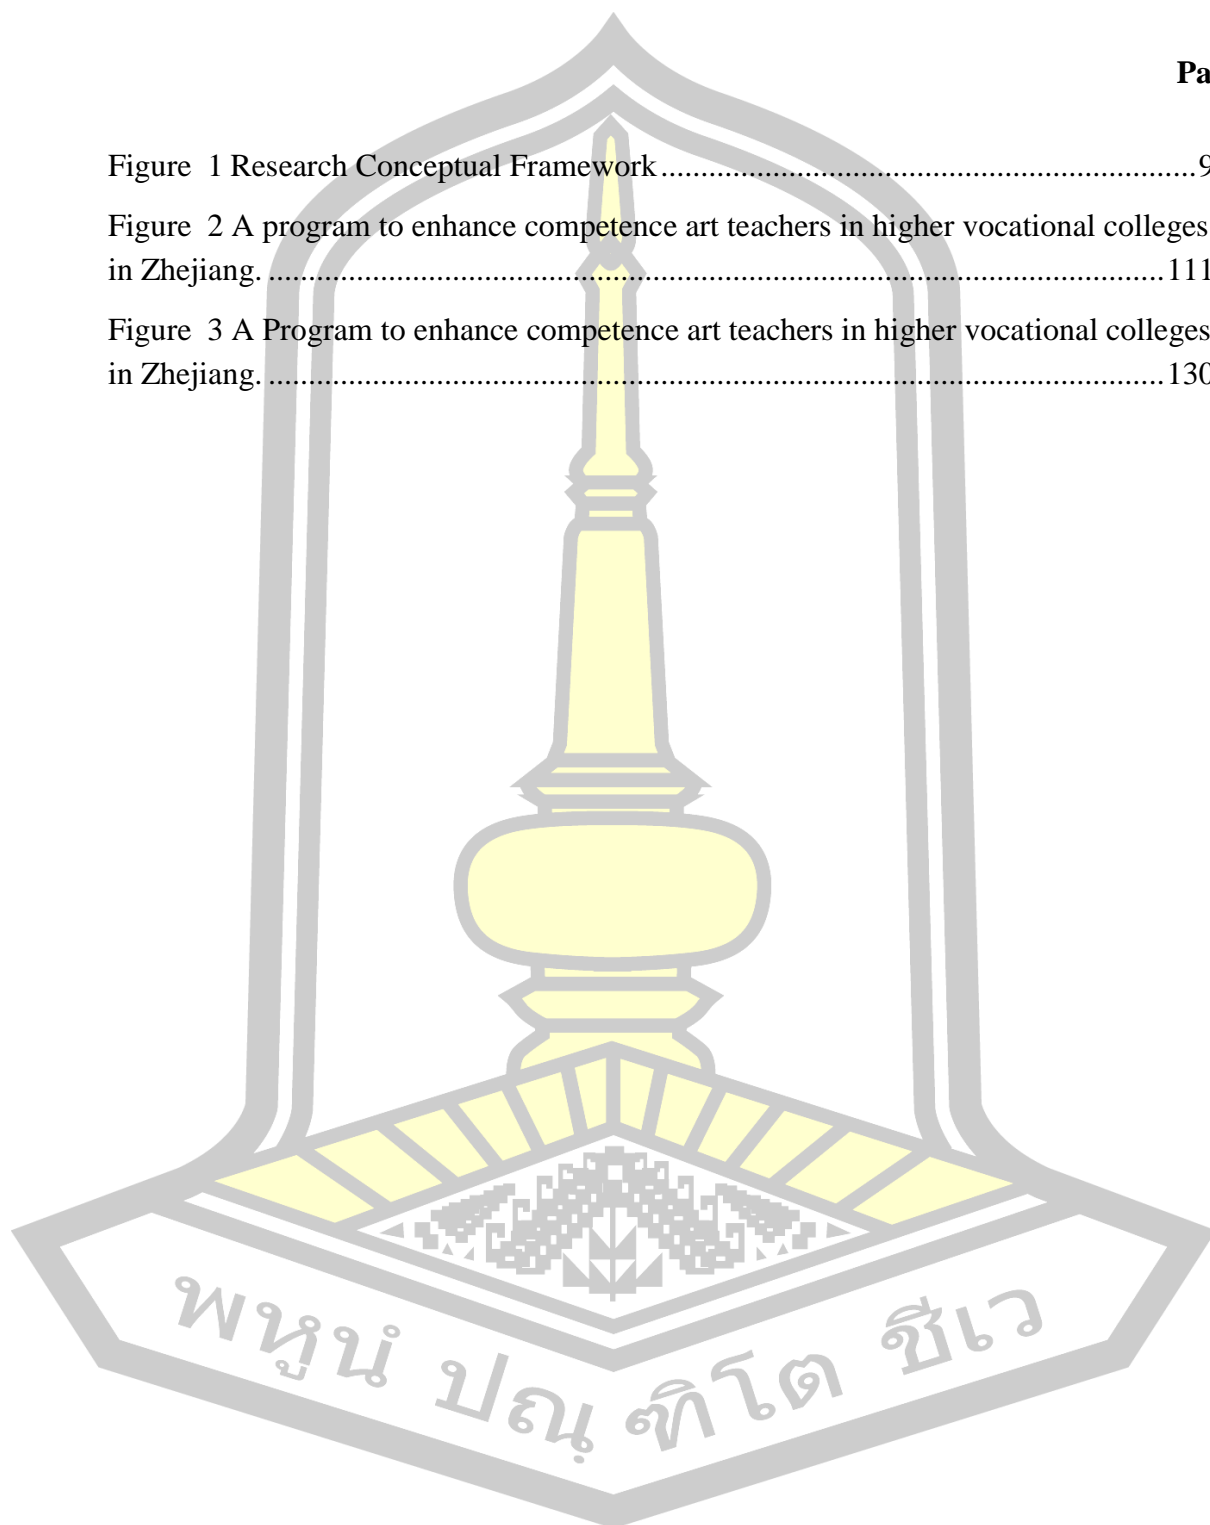 Pa
Figure 1 Research Conceptual Framework.......................................................................9
Figure 2 A program to enhance competence art teachers in higher vocational colleges
in Zhejiang. .......................................................................................................................111
Figure 3 A Program to enhance competence art teachers in higher vocational colleges
in Zhejiang. .......................................................................................................................130
พหูนํ ปณฺฑิโต ชีเว